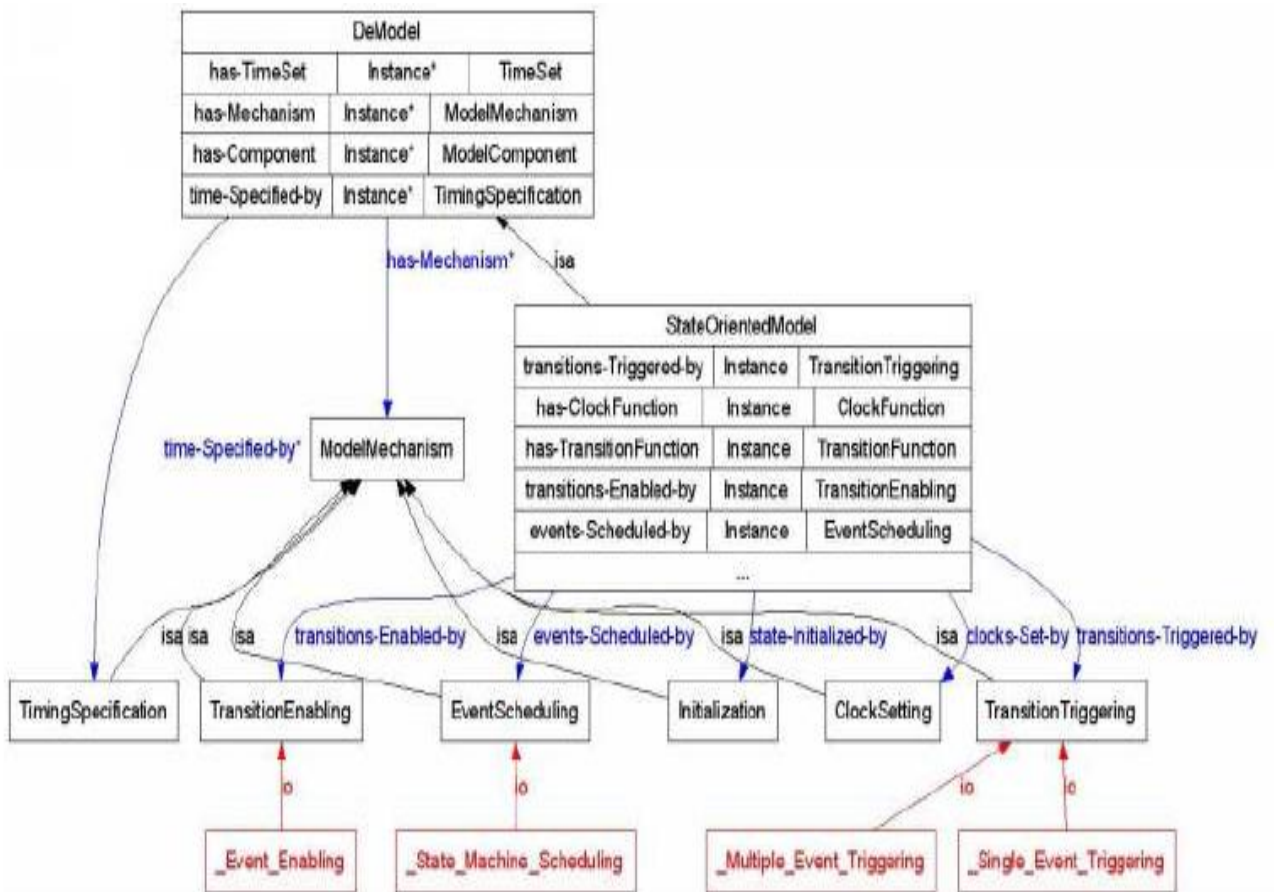 DeModel
has-TimeSet Instance* TimeSet
has-Mechanism Instance* ModelMechanism
has-Component Instance* ModelComponent
time-Specified-by Instance* TimingSpecification
has-Mechanism* isa
StateOrientedModel
transitions-Triggered-by Instance TransitionTriggering
has-ClockFunction Instance ClockFunction
has-TransitionFunction Instance TransitionFunction
transitions-Enabled-by Instance TransitionEnabling
events-Scheduled-by Instance EventScheduling
...
time-Specified-by* ModelMechanism
isa isa isa transitions-Enabled-by isa events-Scheduled-by isa state-Initialized-by isa clocks-Set-by transitions-Triggered-by
TimingSpecification TransitionEnabling EventScheduling Initialization ClockSetting TransitionTriggering
io io io io
_Event_Enabling _State_Machine_Scheduling _Multiple_Event_Triggering _Single_Event_Triggering